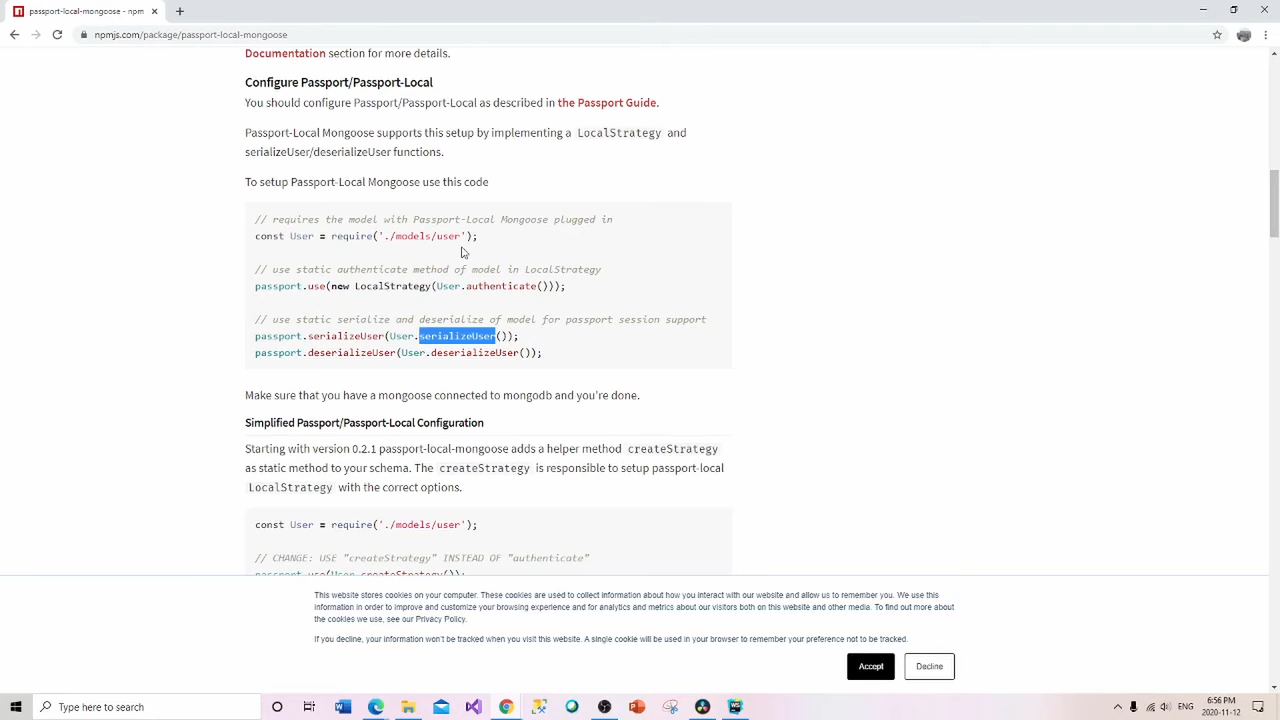 passport-local-mongoose - npm
npmjs.com/package/passport-local-mongoose
Documentation section for more details.
Configure Passport/Passport-Local
You should configure Passport/Passport-Local as described in the Passport Guide.
Passport-Local Mongoose supports this setup by implementing a LocalStrategy and
serializeUser/deserializeUser functions.
To setup Passport-Local Mongoose use this code
// requires the model with Passport-Local Mongoose plugged in
const User = require('./models/user');
// use static authenticate method of model in LocalStrategy
passport.use(new LocalStrategy(User.authenticate()));
// use static serialize and deserialize of model for passport session support
passport.serializeUser(User.serializeUser());
passport.deserializeUser(User.deserializeUser());
Make sure that you have a mongoose connected to mongodb and you're done.
Simplified Passport/Passport-Local Configuration
Starting with version 0.2.1 passport-local-mongoose adds a helper method createStrategy
as static method to your schema. The createStrategy is responsible to setup passport-local
LocalStrategy with the correct options.
const User = require('./models/user');
// CHANGE: USE "createStrategy" INSTEAD OF "authenticate"
passport.use(User.createStrategy());
This website stores cookies on your computer. These cookies are used to collect information about how you interact with our website and allow us to remember you. We use this
information in order to improve and customize your browsing experience and for analytics and metrics about our visitors both on this website and other media. To find out more about
the cookies we use, see our Privacy Policy.
If you decline, your information won't be tracked when you visit this website. A single cookie will be used in your browser to remember your preference not to be tracked.
Accept
Decline
Type here to search
ENG
6:56 PM
2020-11-12